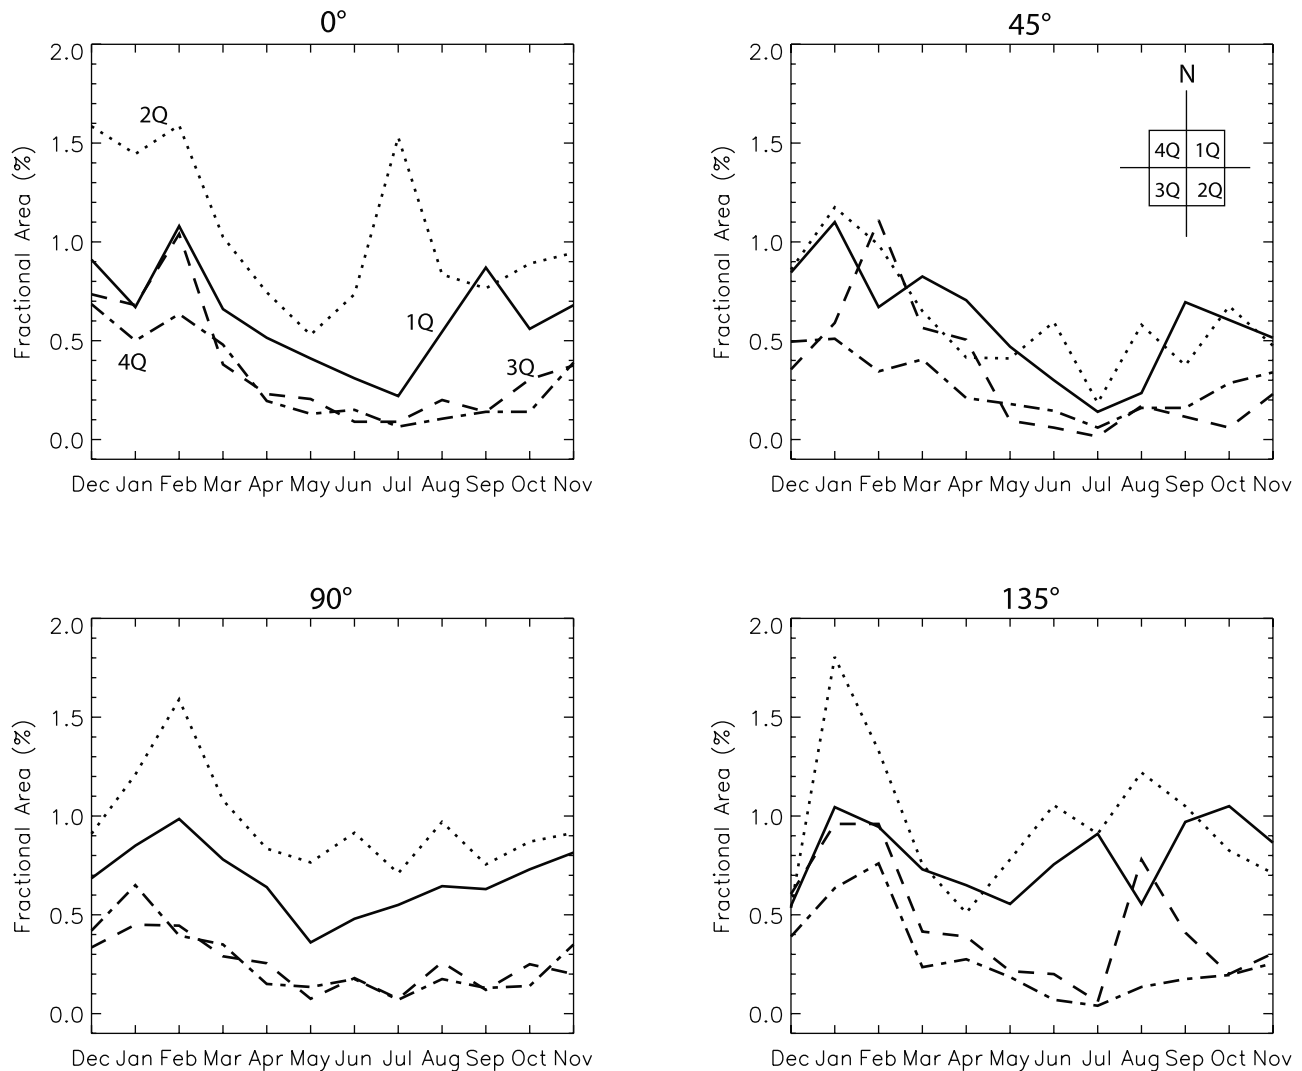 0°
2.0
1.5
1.0
0.5
0.0
Fractional Area (%)
2Q
1Q
4Q
3Q
Dec Jan Feb Mar Apr May Jun Jul Aug Sep Oct Nov
45°
2.0
1.5
1.0
0.5
0.0
Fractional Area (%)
N
4Q 1Q
3Q 2Q
Dec Jan Feb Mar Apr May Jun Jul Aug Sep Oct Nov
90°
2.0
1.5
1.0
0.5
0.0
Fractional Area (%)
Dec Jan Feb Mar Apr May Jun Jul Aug Sep Oct Nov
135°
2.0
1.5
1.0
0.5
0.0
Fractional Area (%)
Dec Jan Feb Mar Apr May Jun Jul Aug Sep Oct Nov